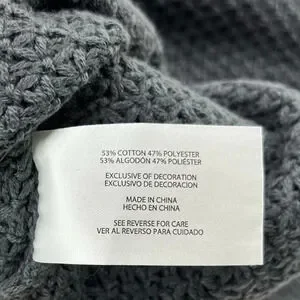 53% COTTON 47% POLYESTER
53% ALGODÓN 47% POLIÉSTER
EXCLUSIVE OF DECORATION
EXCLUSIVO DE DECORACION
MADE IN CHINA
HECHO EN CHINA
SEE REVERSE FOR CARE
VER AL REVERSO PARA CUIDADO